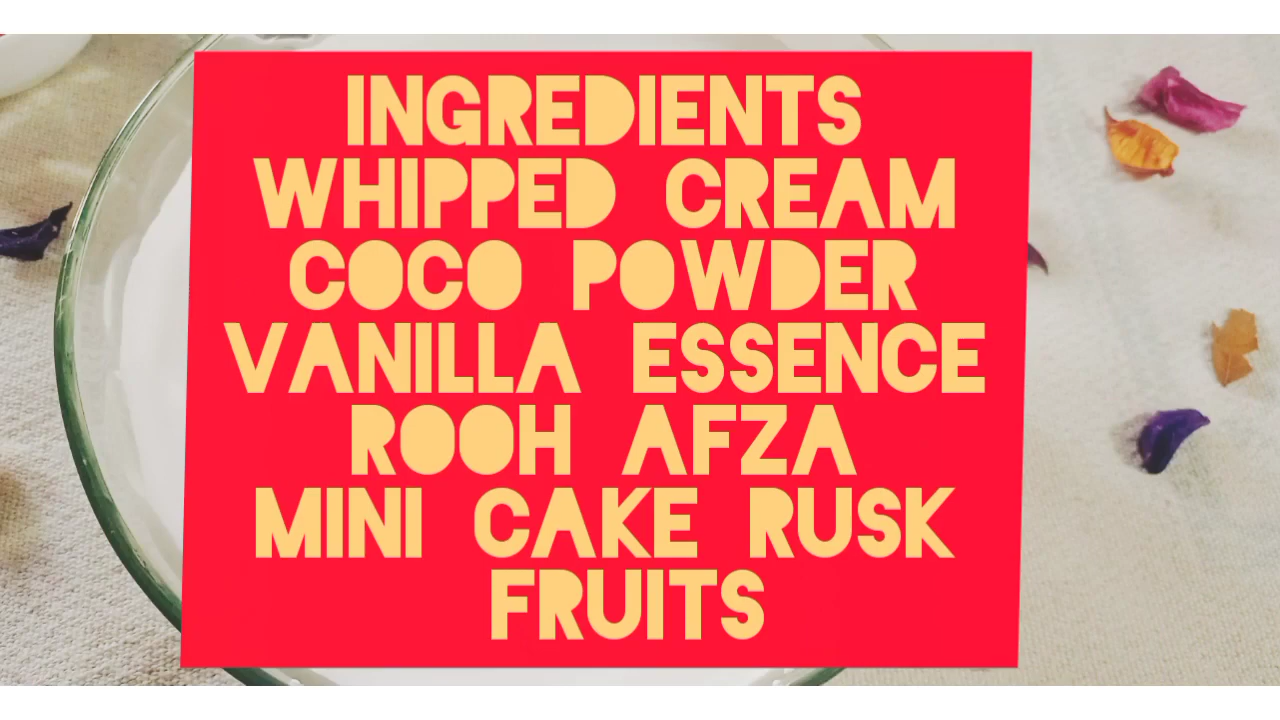 INGREDIENTS
WHIPPED CREAM
COCO POWDER
VANILLA ESSENCE
ROOH AFZA
MINI CAKE RUSK
FRUITS